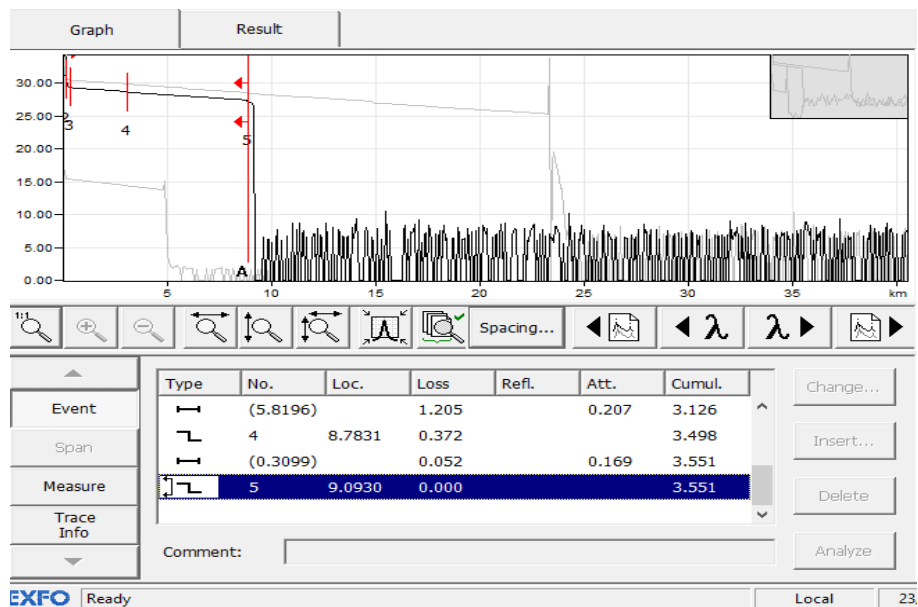 Graph Result
30.00
25.00
20.00
15.00
10.00
5.00
0.00
2
3
4
5
A
5 10 15 20 25 30 35 km
1:1 Spacing... λ λ
Type No. Loc. Loss Refl. Att. Cumul.
(5.8196) 1.205 0.207 3.126
4 8.7831 0.372 3.498
(0.3099) 0.052 0.169 3.551
5 9.0930 0.000 3.551
Event
Span
Measure
Trace
Info
Change...
Insert...
Delete
Analyze
Comment:
EXFO Ready Local 23,